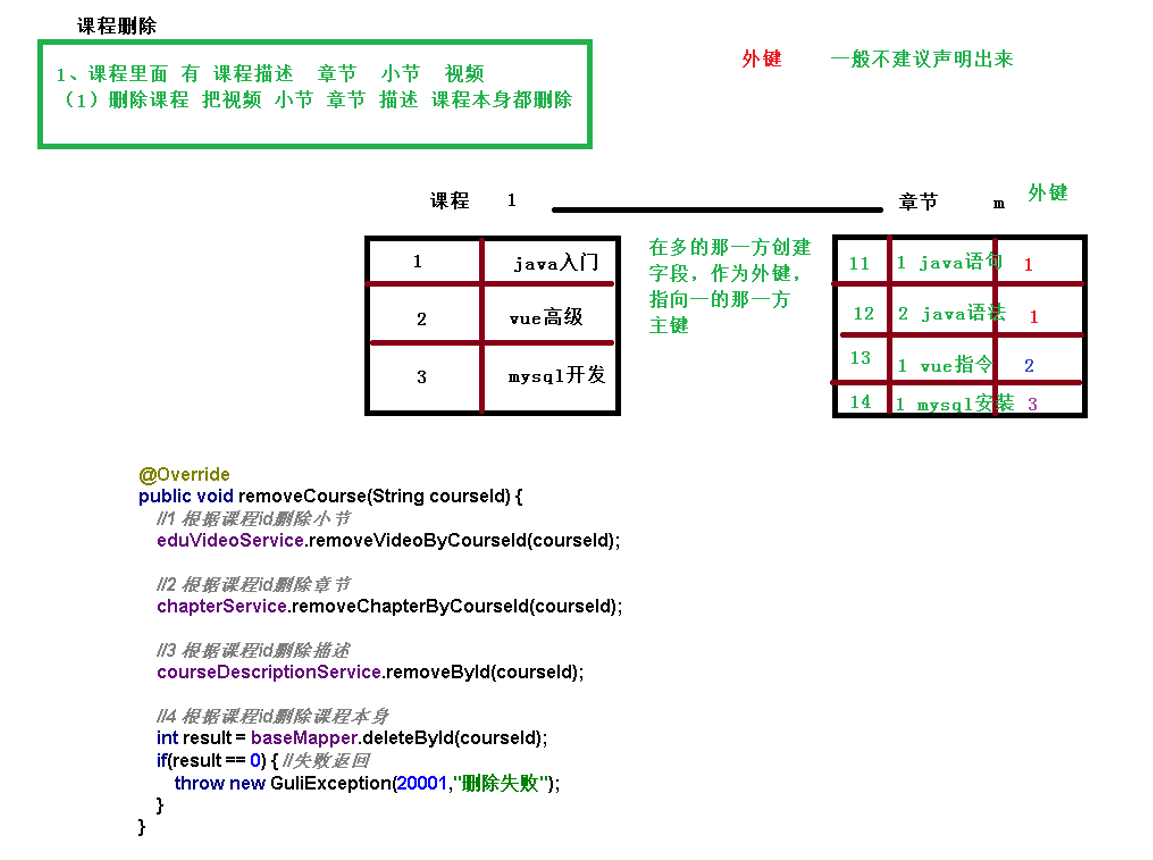 课程删除
1、课程里面 有 课程描述 章节 小节 视频
（1）删除课程 把视频 小节 章节 描述 课程本身都删除
外键 一般不建议声明出来
课程 1
章节 m 外键
1 java入门
2 vue高级
3 mysql开发
在多的那一方创建
字段，作为外键，
指向一的那一方
主键
11 1 java语句 1
12 2 java语法 1
13 1 vue指令 2
14 1 mysql安装 3
@Override
public void removeCourse(String courseId) {
//1 根据课程id删除小节
eduVideoService.removeVideoByCourseId(courseId);
//2 根据课程id删除章节
chapterService.removeChapterByCourseId(courseId);
//3 根据课程id删除描述
courseDescriptionService.removeById(courseId);
//4 根据课程id删除课程本身
int result = baseMapper.deleteById(courseId);
if(result == 0) { //失败返回
throw new GuliException(20001,"删除失败");
}
}